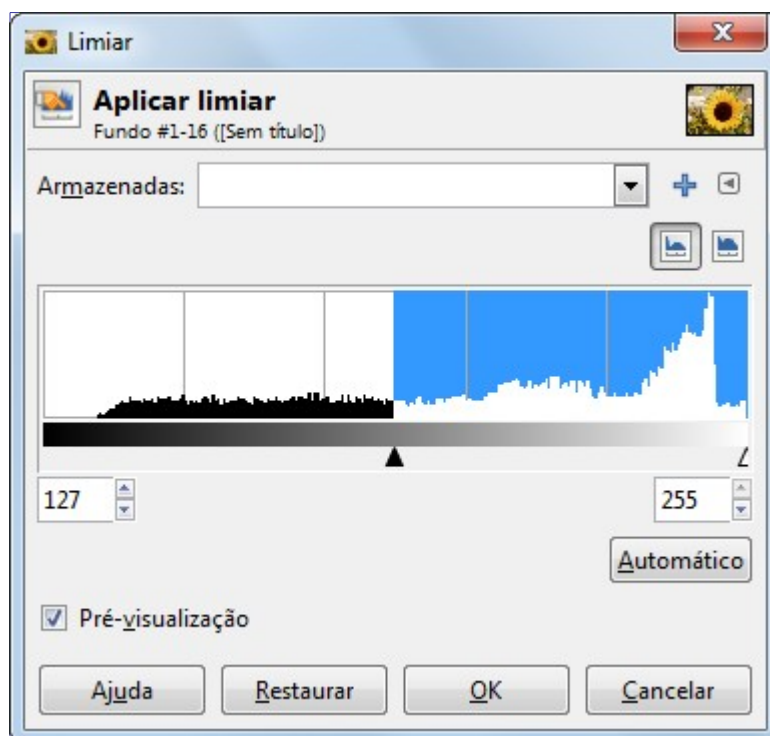 Limiar
Aplicar limiar
Fundo #1-16 ([Sem título])
Armazenadas:
127
255
Automático
Pré-visualização
Ajuda Restaurar OK Cancelar